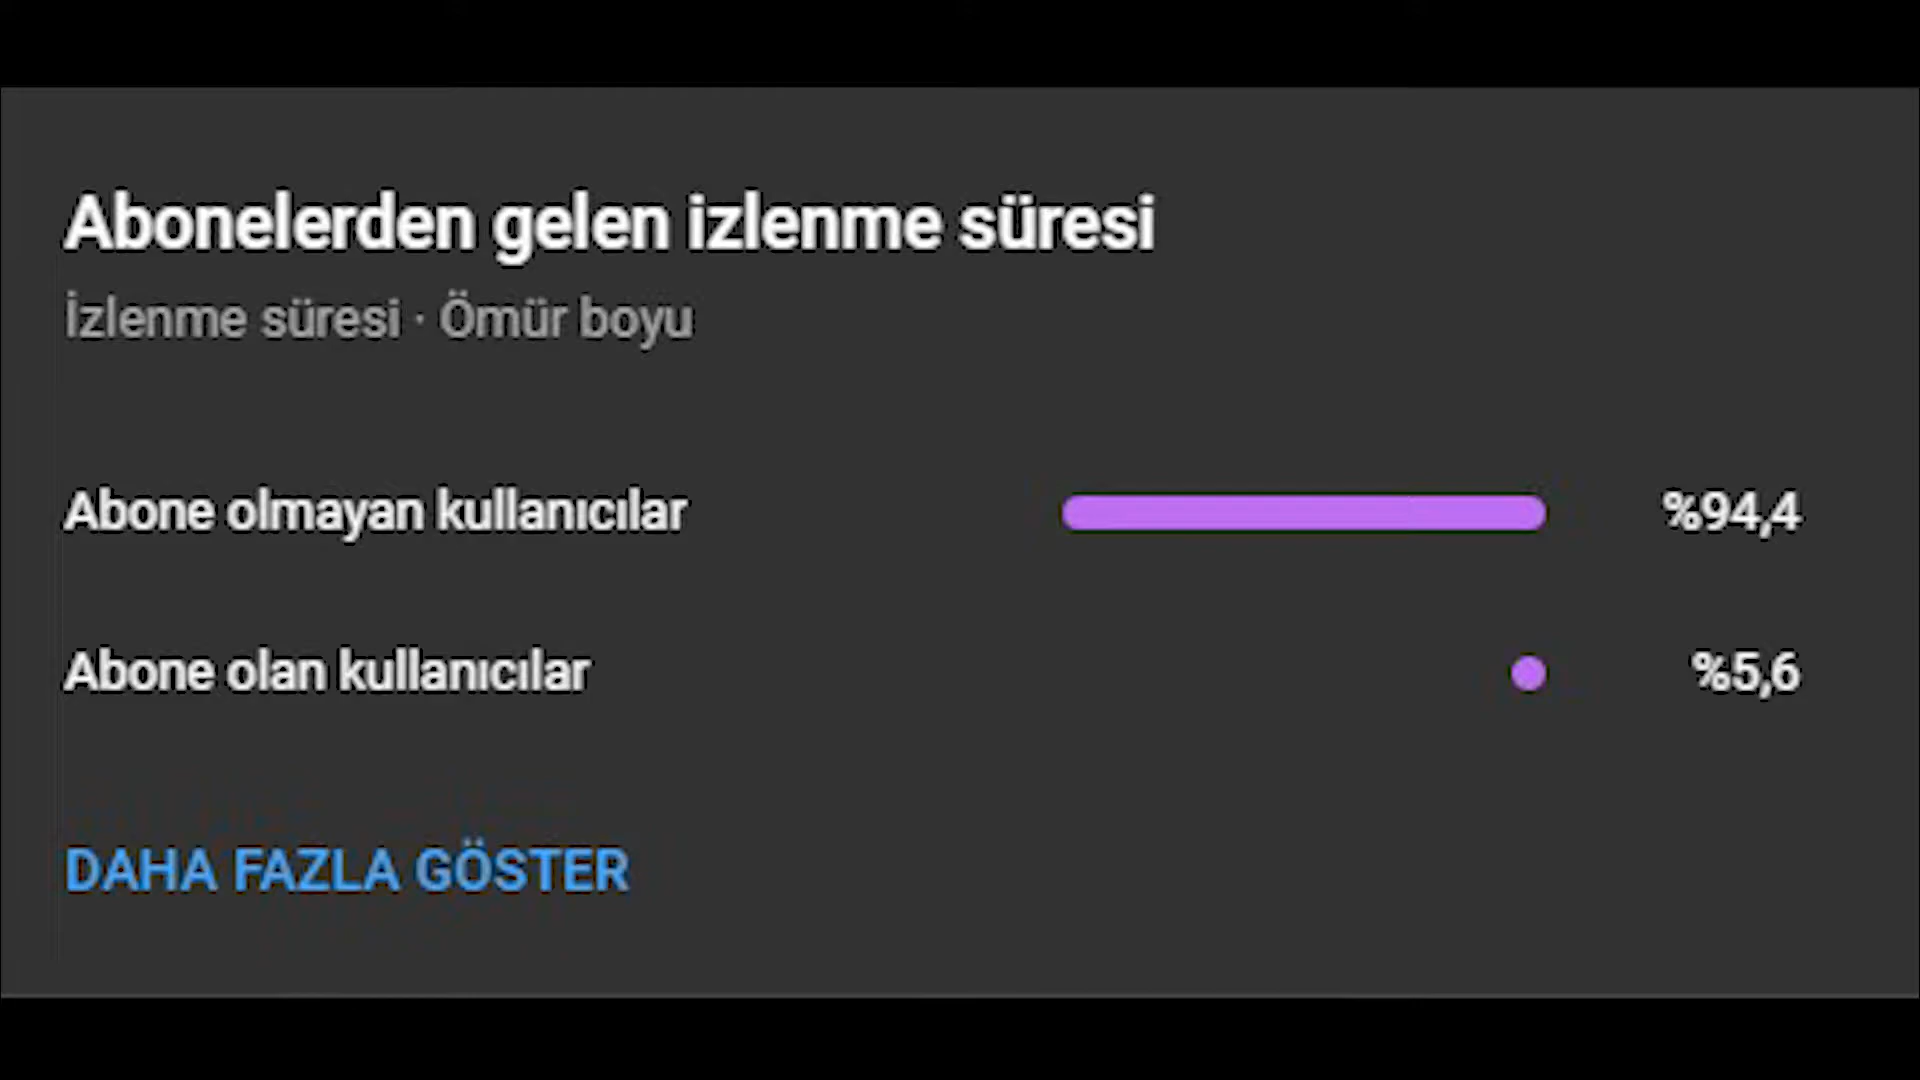 Abonelerden gelen izlenme süresi
İzlenme süresi · Ömür boyu
Abone olmayan kullanıcılar %94,4
Abone olan kullanıcılar %5,6
DAHA FAZLA GÖSTER